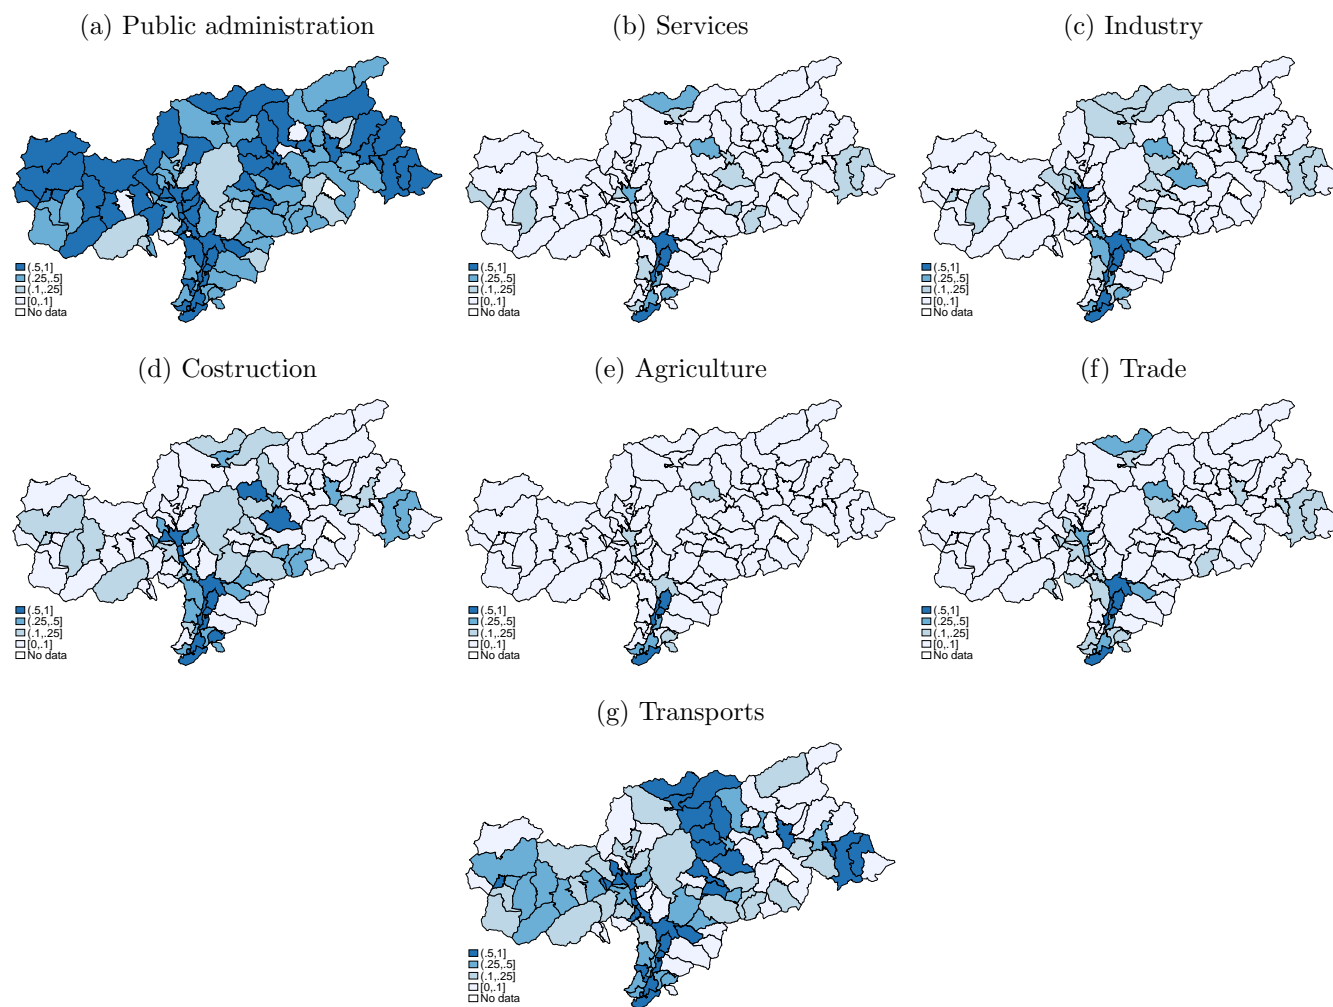 (a) Public administration
(b) Services
(c) Industry
(.5,1]
(.25,.5]
(.1,.25]
[0,.1]
No data
(.5,1]
(.25,.5]
(.1,.25]
[0,.1]
No data
(.5,1]
(.25,.5]
(.1,.25]
[0,.1]
No data
(d) Costruction
(e) Agriculture
(f) Trade
(.5,1]
(.25,.5]
(.1,.25]
[0,.1]
No data
(.5,1]
(.25,.5]
(.1,.25]
[0,.1]
No data
(.5,1]
(.25,.5]
(.1,.25]
[0,.1]
No data
(g) Transports
(.5,1]
(.25,.5]
(.1,.25]
[0,.1]
No data